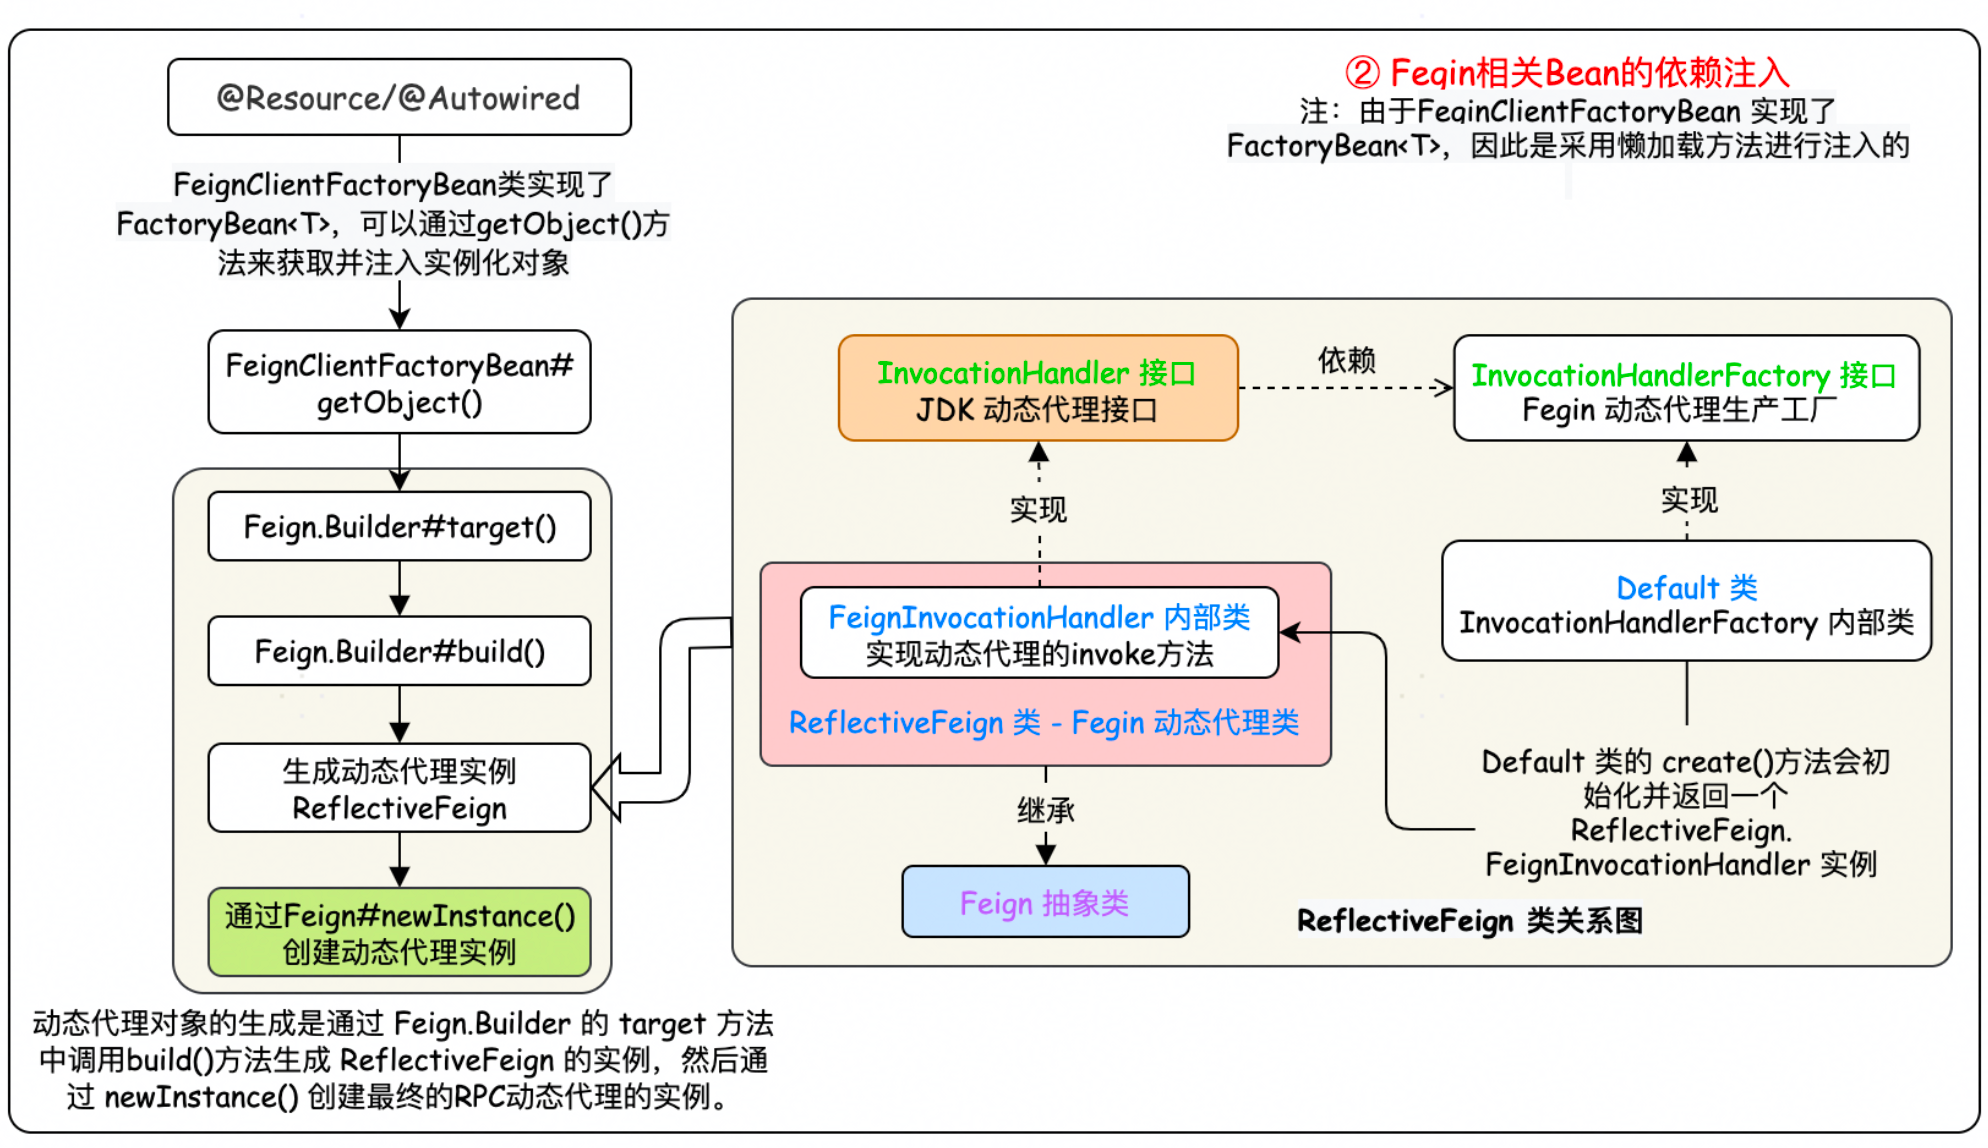 ② Fegin相关Bean的依赖注入
注：由于FeginClientFactoryBean 实现了
FactoryBean<T>，因此是采用懒加载方法进行注入的
@Resource/@Autowired
FeignClientFactoryBean类实现了
FactoryBean<T>，可以通过getObject()方
法来获取并注入实例化对象
FeignClientFactoryBean#
getObject()
Feign.Builder#target()
Feign.Builder#build()
生成动态代理实例
ReflectiveFeign
通过Feign#newInstance()
创建动态代理实例
动态代理对象的生成是通过 Feign.Builder 的 target 方法
中调用build()方法生成 ReflectiveFeign 的实例，然后通
过 newInstance() 创建最终的RPC动态代理的实例。
InvocationHandler 接口
JDK 动态代理接口
依赖
InvocationHandlerFactory 接口
Fegin 动态代理生产工厂
实现
实现
FeignInvocationHandler 内部类
实现动态代理的invoke方法
ReflectiveFeign 类 - Fegin 动态代理类
Default 类
InvocationHandlerFactory 内部类
继承
Feign 抽象类
Default 类的 create()方法会初
始化并返回一个
ReflectiveFeign.
FeignInvocationHandler 实例
ReflectiveFeign 类关系图